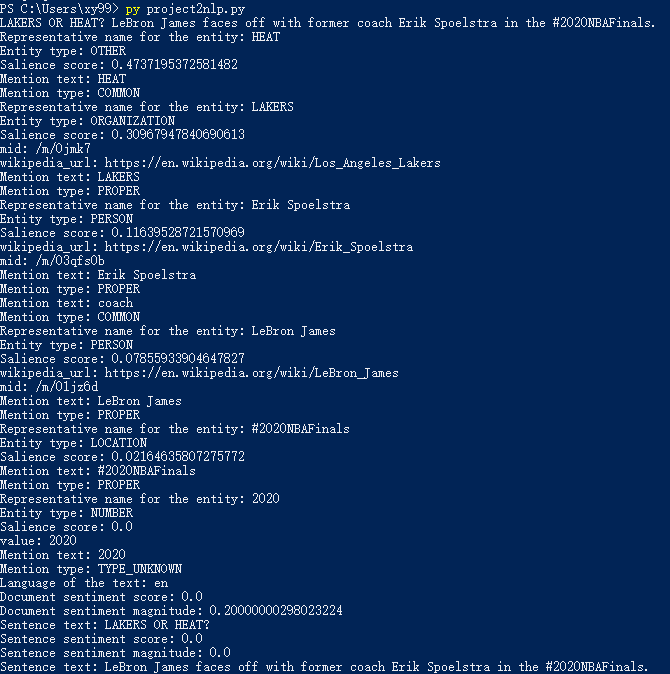 PS C:\Users\xy99> py project2nlp.py
LAKERS OR HEAT? LeBron James faces off with former coach Erik Spoelstra in the #2020NBAFinals.
Representative name for the entity: HEAT
Entity type: OTHER
Salience score: 0.4737195372581482
Mention text: HEAT
Mention type: COMMON
Representative name for the entity: LAKERS
Entity type: ORGANIZATION
Salience score: 0.30967947840690613
mid: /m/0jmk7
wikipedia_url: https://en.wikipedia.org/wiki/Los_Angeles_Lakers
Mention text: LAKERS
Mention type: PROPER
Representative name for the entity: Erik Spoelstra
Entity type: PERSON
Salience score: 0.11639528721570969
wikipedia_url: https://en.wikipedia.org/wiki/Erik_Spoelstra
mid: /m/03qfs0b
Mention text: Erik Spoelstra
Mention type: PROPER
Mention text: coach
Mention type: COMMON
Representative name for the entity: LeBron James
Entity type: PERSON
Salience score: 0.07855933904647827
wikipedia_url: https://en.wikipedia.org/wiki/LeBron_James
mid: /m/01jz6d
Mention text: LeBron James
Mention type: PROPER
Representative name for the entity: #2020NBAFinals
Entity type: LOCATION
Salience score: 0.02164635807275772
Mention text: #2020NBAFinals
Mention type: PROPER
Representative name for the entity: 2020
Entity type: NUMBER
Salience score: 0.0
value: 2020
Mention text: 2020
Mention type: TYPE_UNKNOWN
Language of the text: en
Document sentiment score: 0.0
Document sentiment magnitude: 0.20000000298023224
Sentence text: LAKERS OR HEAT?
Sentence sentiment score: 0.0
Sentence sentiment magnitude: 0.0
Sentence text: LeBron James faces off with former coach Erik Spoelstra in the #2020NBAFinals.